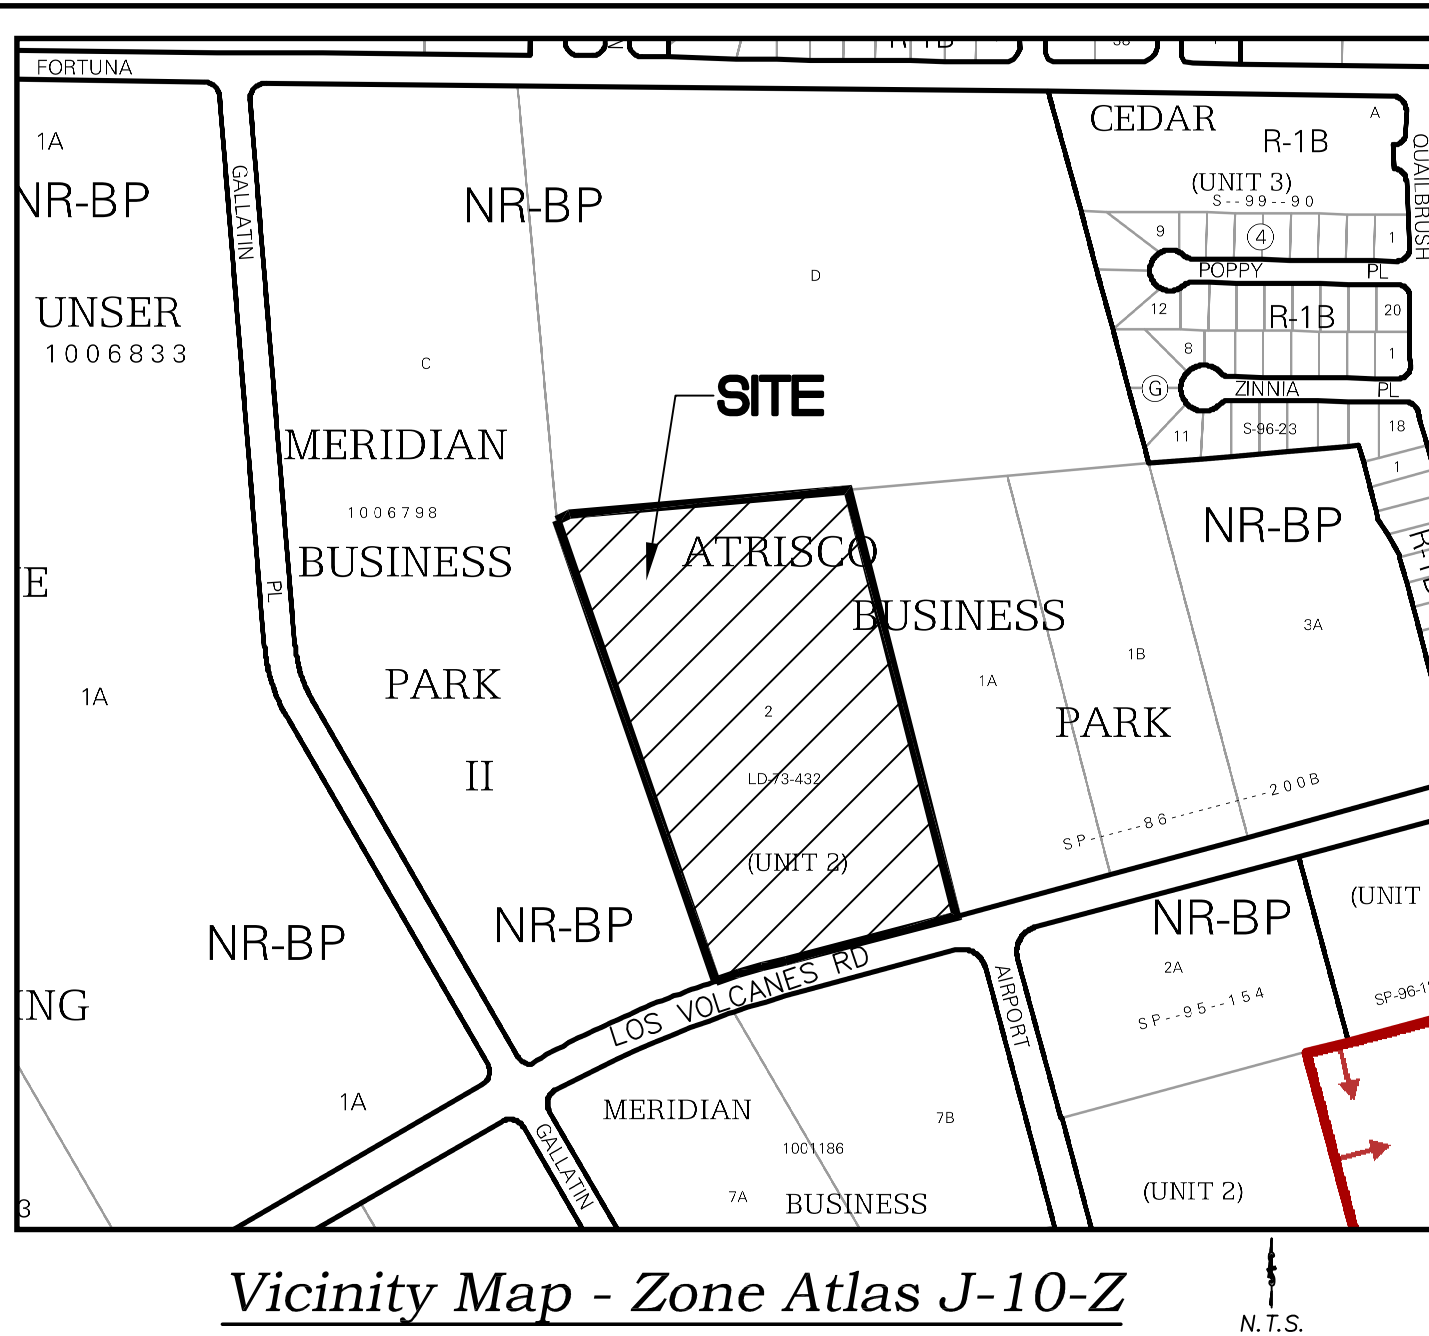 FORTUNA
38
CEDAR
A
1A
R-1B
NR-BP
GALLATIN
NR-BP
QUAILBRUSH
(UNIT 3)
S--99--90
9
4
1
D
POPPY PL
UNSER
12
R-1B
20
1006833
8
1
C
SITE
G
ZINNIA PL
MERIDIAN
11
S-96-23
18
1
1006798
NR-BP
BUSINESS
ATRISCO
PL
E
BUSINESS
3A
1B
PARK
1A
1A
2
PARK
II
LD-73-432
SP------86----------200B
(UNIT 2)
NR-BP
NR-BP
NR-BP
(UNIT
LOS VOLCANES RD
2A
ING
AIRPORT
SP--95--154
SP-96-1
1A
MERIDIAN
7B
GALLATIN
1001186
7A
BUSINESS
(UNIT 2)
3
Vicinity Map - Zone Atlas J-10-Z
N.T.S.